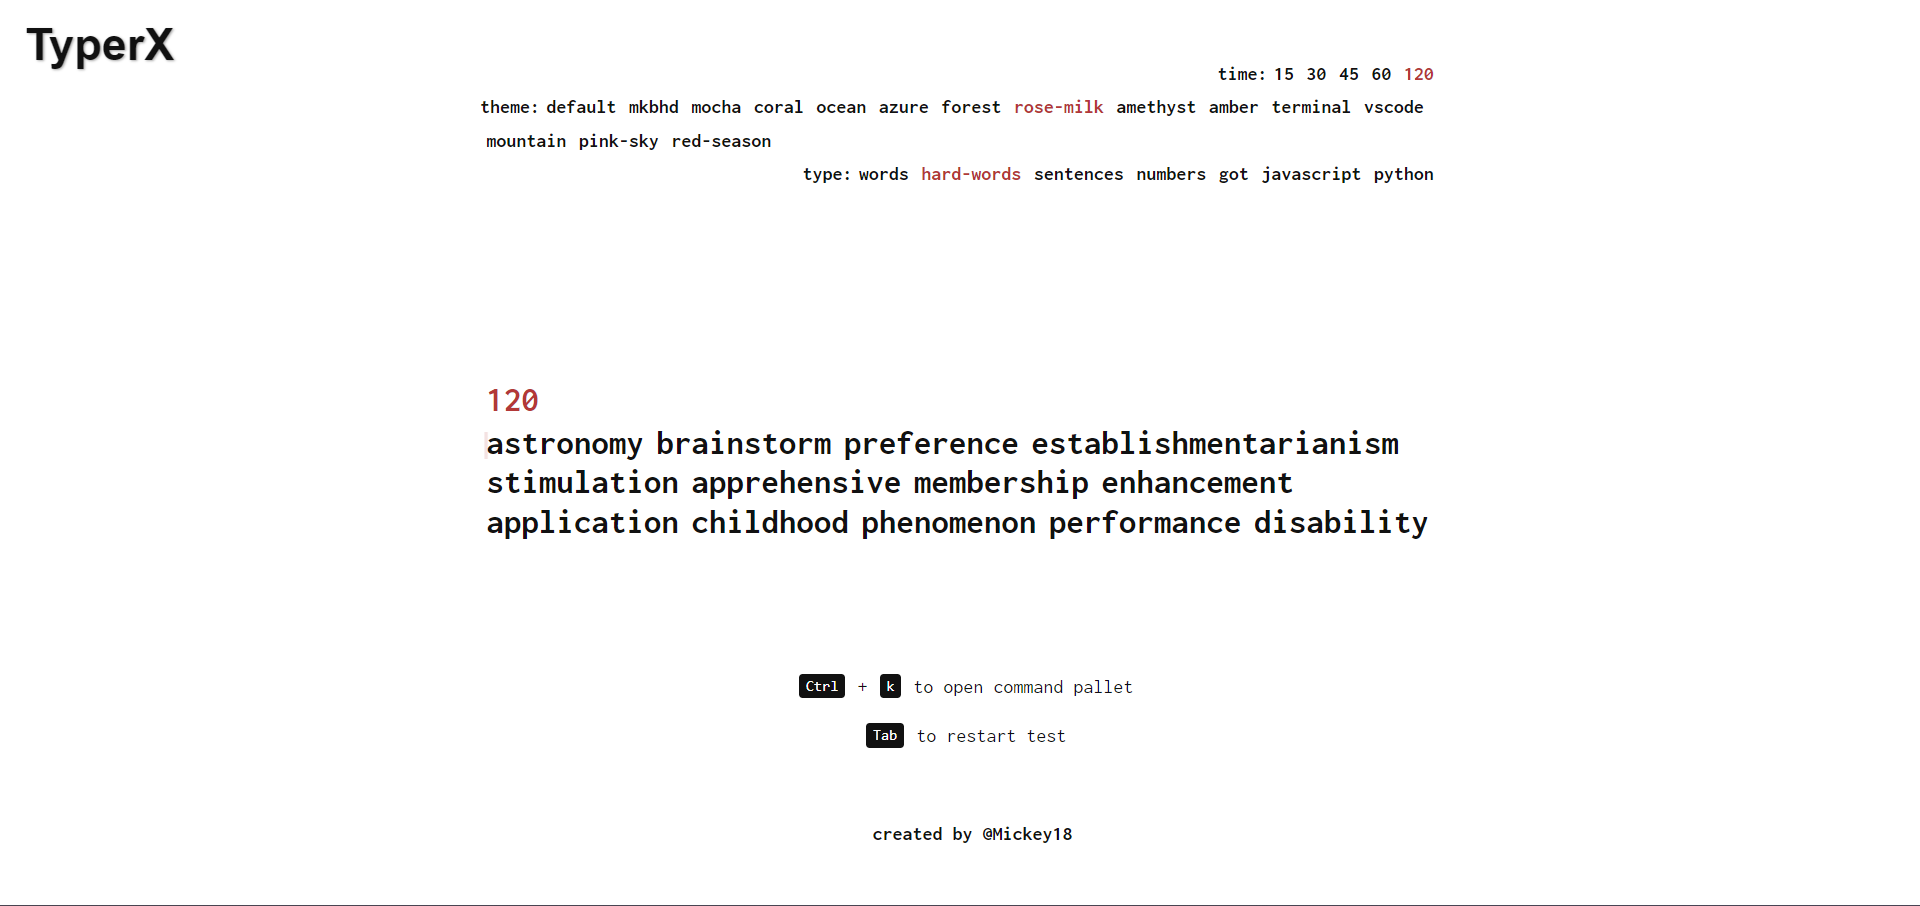 TyperX
time: 15 30 45 60 120
theme: default mkbhd mocha coral ocean azure forest rose-milk amethyst amber terminal vscode
mountain pink-sky red-season
type: words hard-words sentences numbers got javascript python
120
astronomy brainstorm preference establishmentarianism
stimulation apprehensive membership enhancement
application childhood phenomenon performance disability
Ctrl + k to open command pallet
Tab to restart test
created by @Mickey18